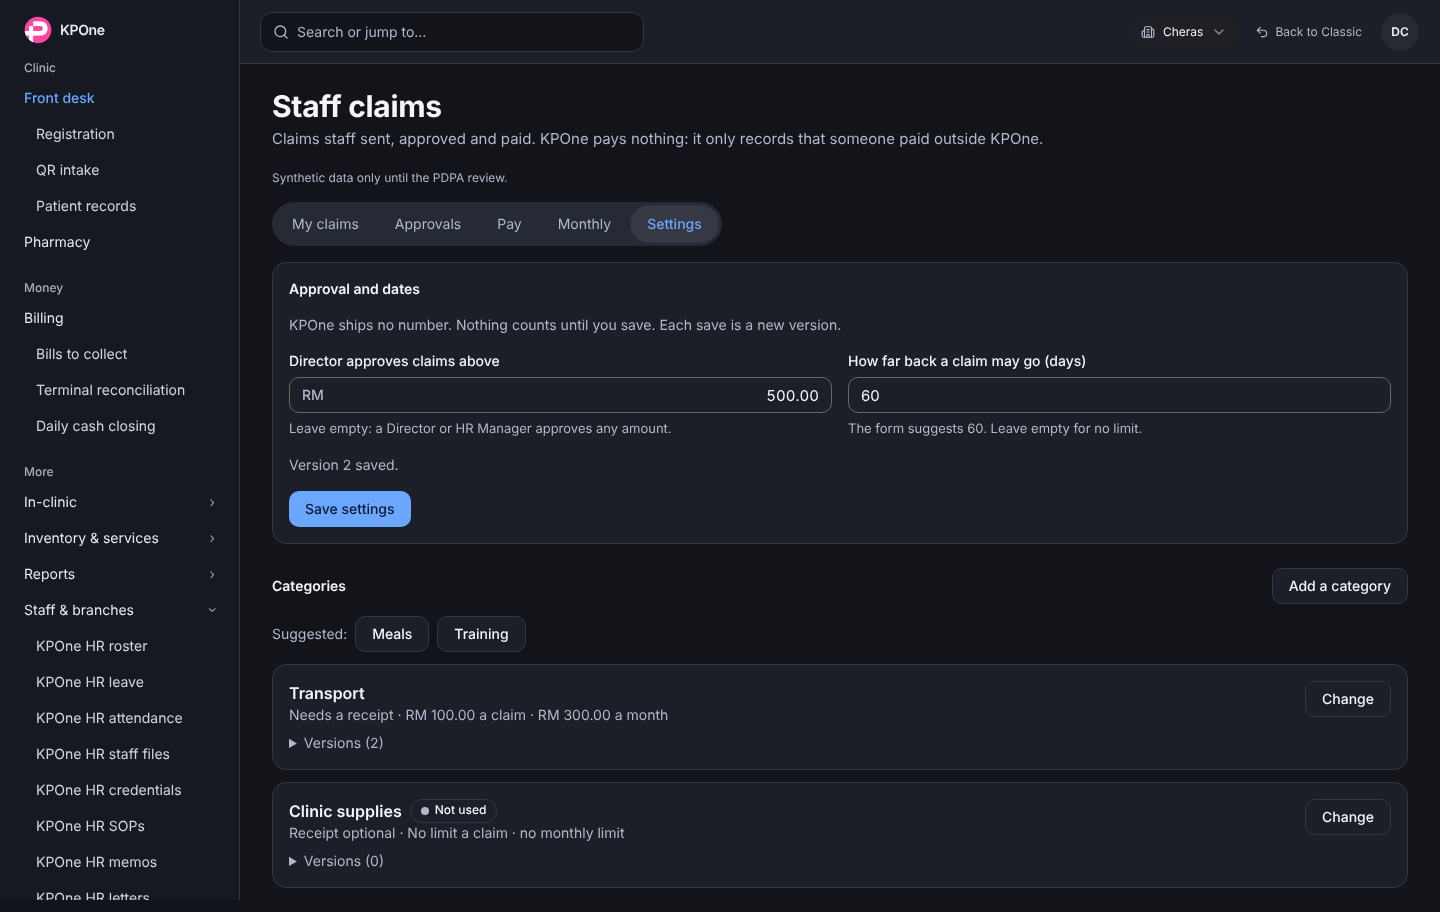 KPOne
Clinic
Front desk
Registration
QR intake
Patient records
Pharmacy
Money
Billing
Bills to collect
Terminal reconciliation
Daily cash closing
More
In-clinic
Inventory & services
Reports
Staff & branches
KPOne HR roster
KPOne HR leave
KPOne HR attendance
KPOne HR staff files
KPOne HR credentials
KPOne HR SOPs
KPOne HR memos
KPOne HR letters
Search or jump to...
Cheras
Back to Classic
DC
Staff claims
Claims staff sent, approved and paid. KPOne pays nothing: it only records that someone paid outside KPOne.
Synthetic data only until the PDPA review.
My claims Approvals Pay Monthly Settings
Approval and dates
KPOne ships no number. Nothing counts until you save. Each save is a new version.
Director approves claims above
RM 500.00
Leave empty: a Director or HR Manager approves any amount.
How far back a claim may go (days)
60
The form suggests 60. Leave empty for no limit.
Version 2 saved.
Save settings
Categories
Add a category
Suggested: Meals Training
Transport
Needs a receipt · RM 100.00 a claim · RM 300.00 a month
Versions (2)
Change
Clinic supplies Not used
Receipt optional · No limit a claim · no monthly limit
Versions (0)
Change